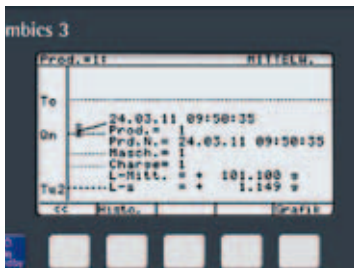 mbics 3
Prod.=1: MITTELW.
To
24.03.11 09:50:35
Prod.= 1
Prd.N.= 24.03.11 09:50:35
Masch.= 1
Charge= 1
L-Mitt. = + 101.100 g
L-s = + 1.149 g
Tu2
<< Histo. Grafik